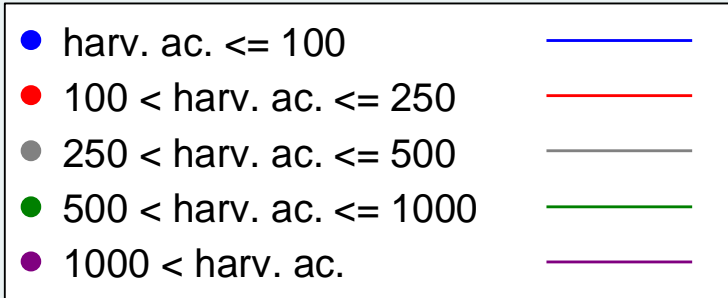 harv. ac. <= 100
100 < harv. ac. <= 250
250 < harv. ac. <= 500
500 < harv. ac. <= 1000
1000 < harv. ac.